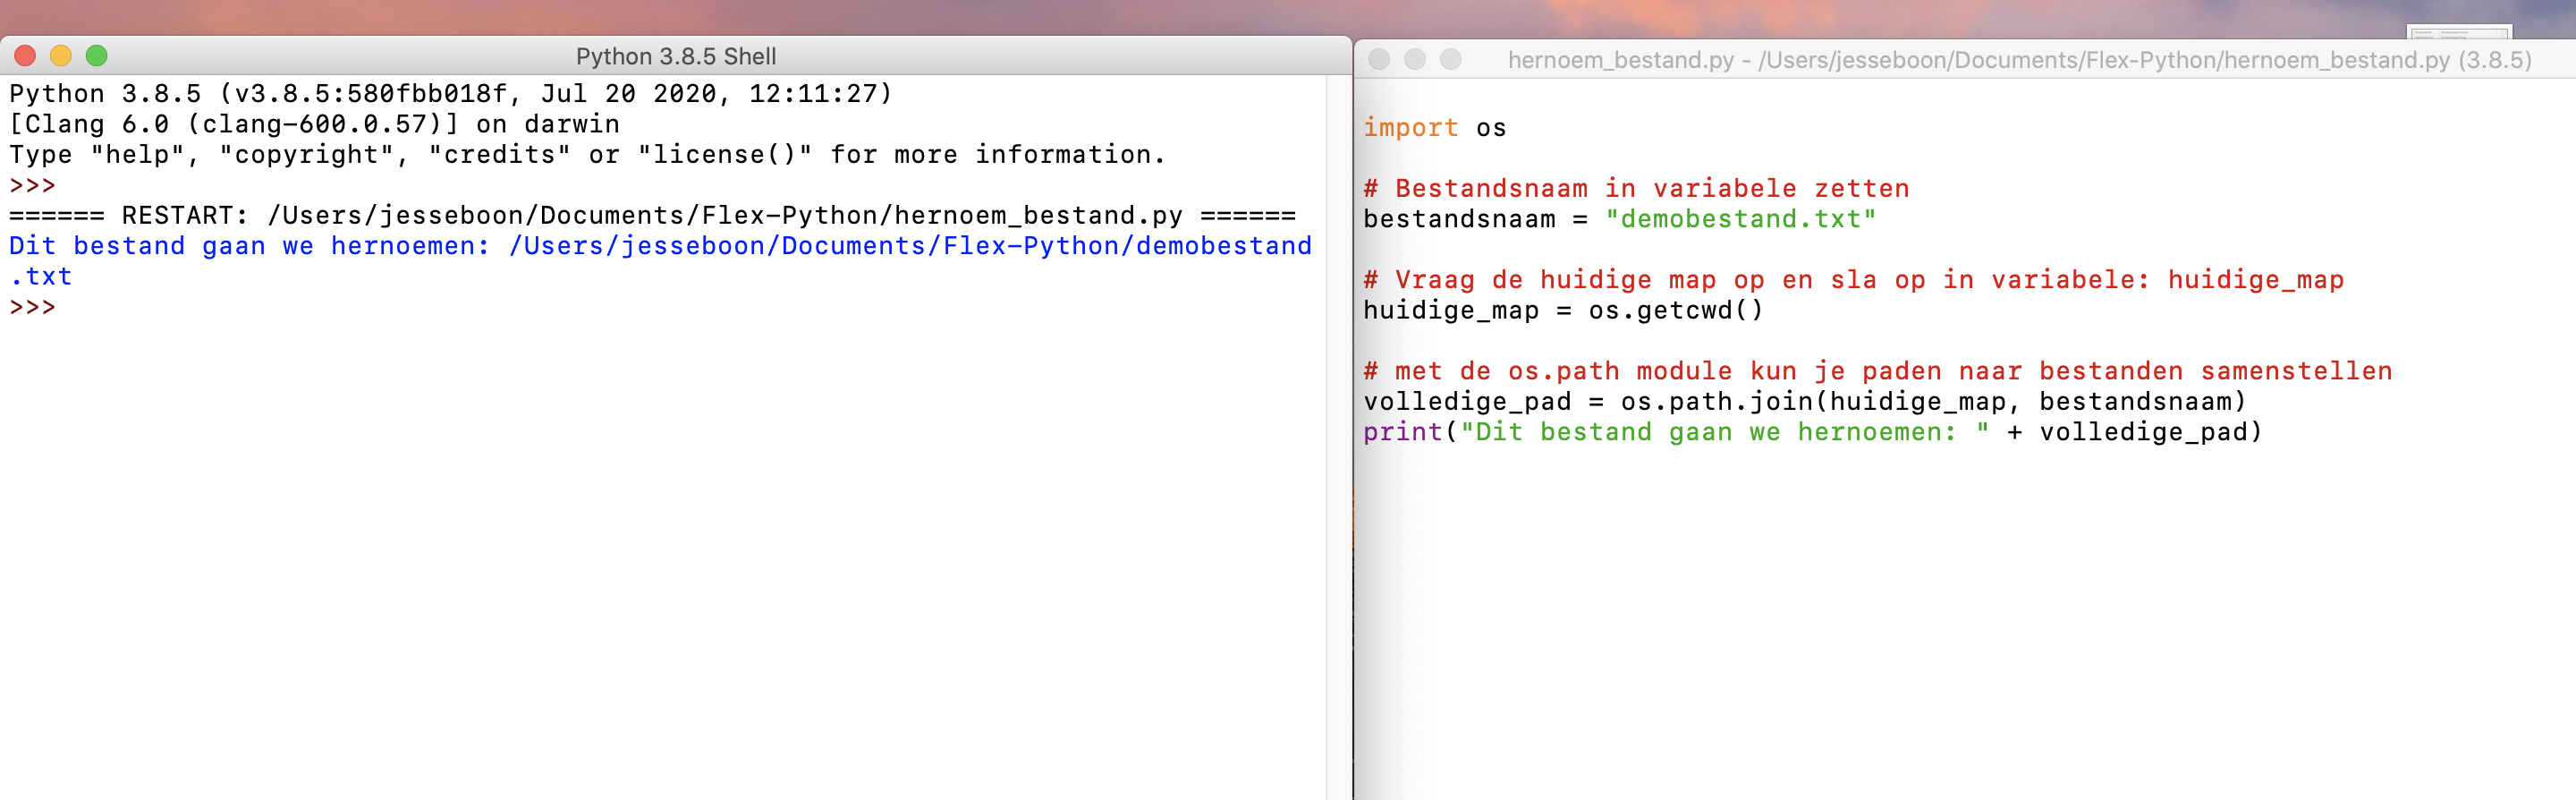 Python 3.8.5 Shell
Python 3.8.5 (v3.8.5:580fbb018f, Jul 20 2020, 12:11:27)
[Clang 6.0 (clang-600.0.57)] on darwin
Type "help", "copyright", "credits" or "license()" for more information.
>>>
====== RESTART: /Users/jesseboon/Documents/Flex-Python/hernoem_bestand.py ======
Dit bestand gaan we hernoemen: /Users/jesseboon/Documents/Flex-Python/demobestand
.txt
>>>
hernoem_bestand.py - /Users/jesseboon/Documents/Flex-Python/hernoem_bestand.py (3.8.5)
import os
# Bestandsnaam in variabele zetten
bestandsnaam = "demobestand.txt"
# Vraag de huidige map op en sla op in variabele: huidige_map
huidige_map = os.getcwd()
# met de os.path module kun je paden naar bestanden samenstellen
volledige_pad = os.path.join(huidige_map, bestandsnaam)
print("Dit bestand gaan we hernoemen: " + volledige_pad)